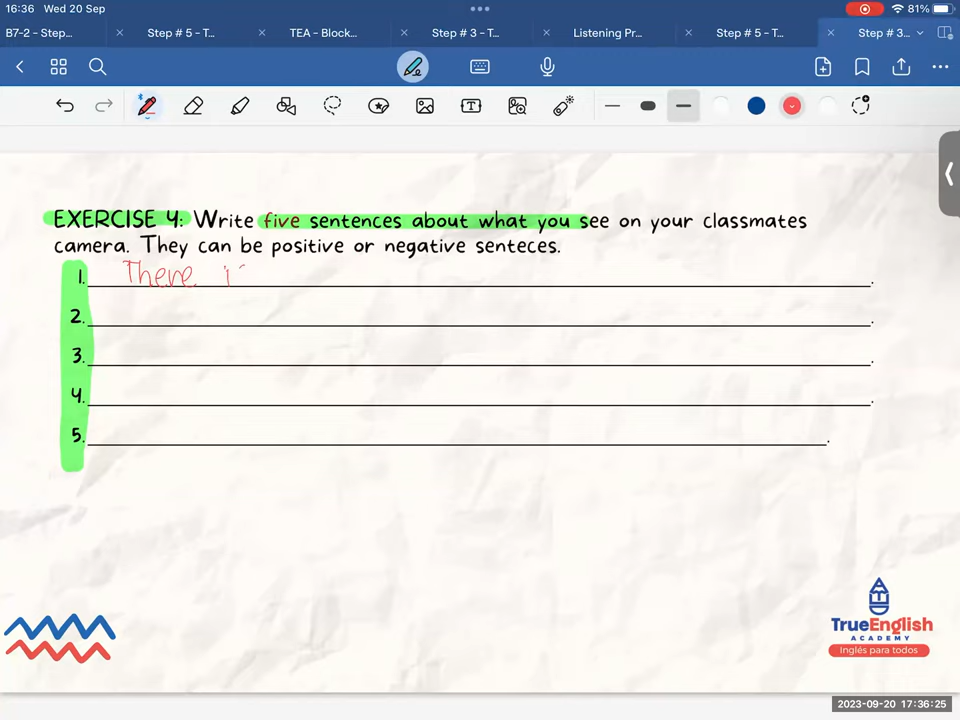 16:36 Wed 20 Sep
81%
B7-2 - Step...
Step # 5 - T...
TEA - Block...
Step # 3 - T...
Listening Pr...
Step # 5 - T...
Step # 3...
EXERCISE 4: Write five sentences about what you see on your classmates
camera. They can be positive or negative senteces.
1. There
2.
3.
4.
5.
TrueEnglish
ACADEMY
Inglés para todos
2023-09-20 17:36:25